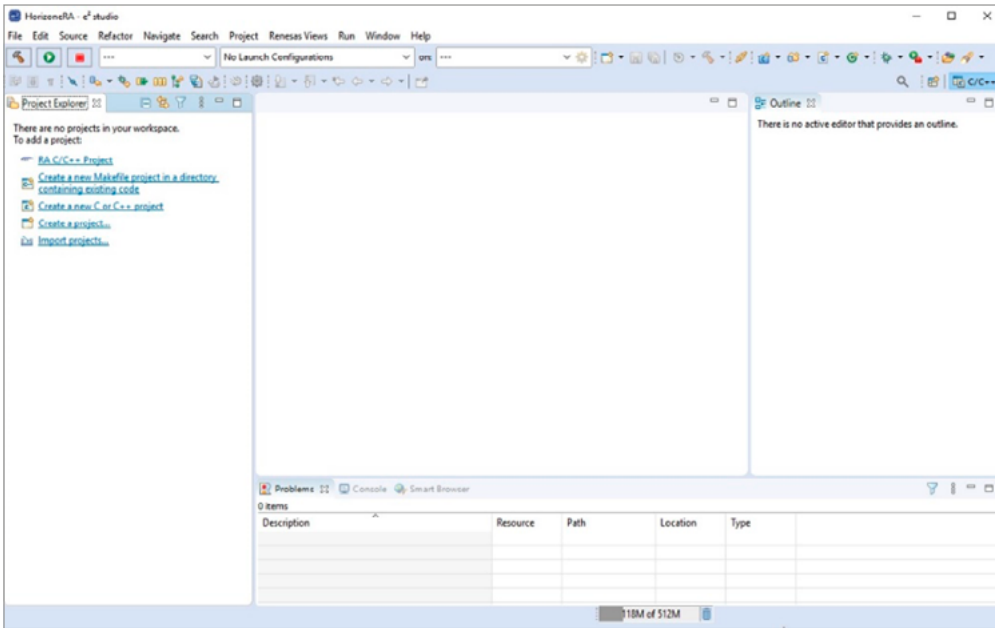 HorizoneRA - e² studio
File Edit Source Refactor Navigate Search Project Renesas Views Run Window Help
--- No Launch Configurations on: ---
C/C++
Project Explorer
There are no projects in your workspace.
To add a project:
RA C/C++ Project
Create a new Makefile project in a directory
containing existing code
Create a new C or C++ project
Create a project...
Import projects...
Outline
There is no active editor that provides an outline.
Problems Console Smart Browser
0 items
Description Resource Path Location Type
118M of 512M